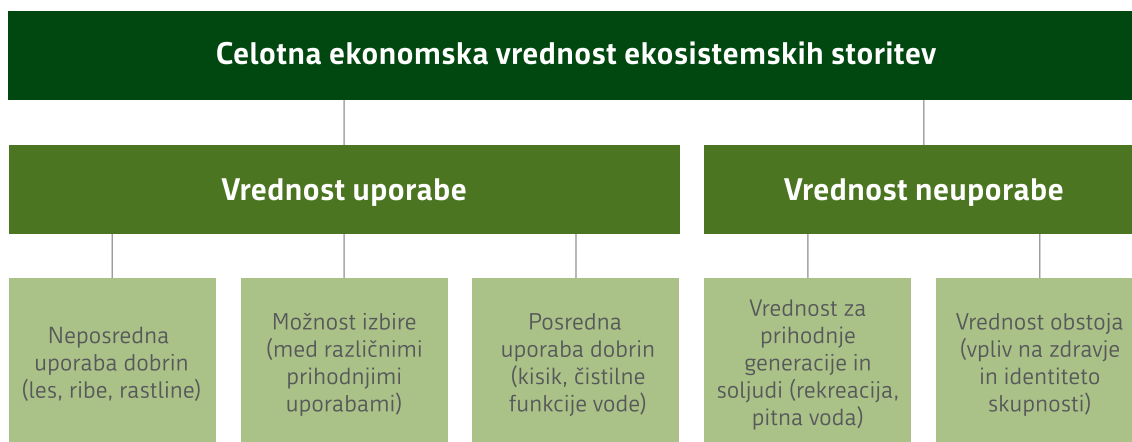 Celotna ekonomska vrednost ekosistemskih storitev
Vrednost uporabe
Vrednost neuporabe
Neposredna
uporaba dobrin
(les, ribe, rastline)
Možnost izbire
(med različnimi
prihodnjimi
uporabami)
Posredna
uporaba dobrin
(kisik, čistilne
funkcije vode)
Vrednost za
prihodnje
generacije in
soljudi (rekreacija,
pitna voda)
Vrednost obstoja
(vpliv na zdravje
in identiteto
skupnosti)